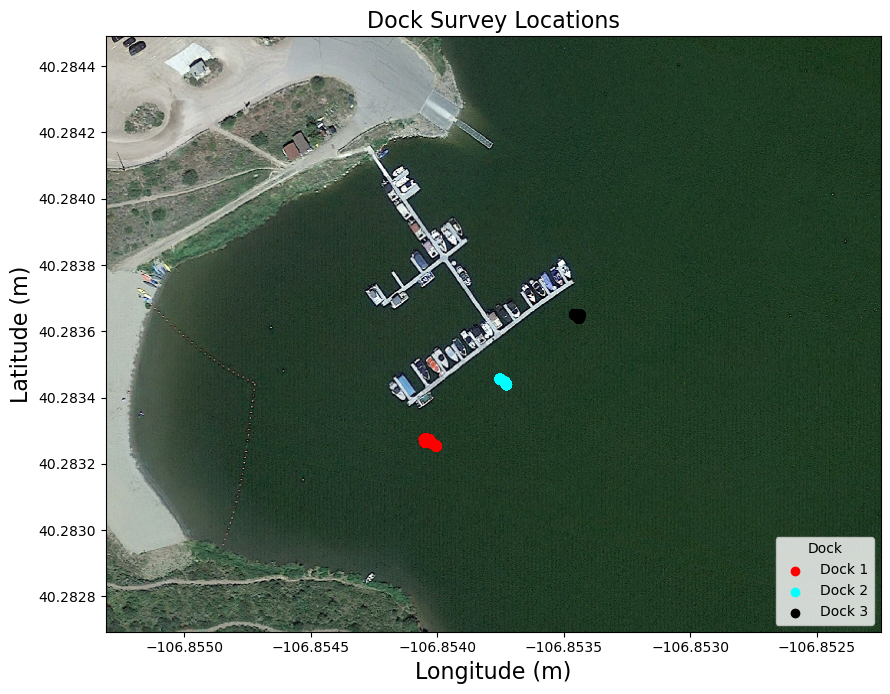 Dock Survey Locations
Latitude (m)
40.2844
40.2842
40.2840
40.2838
40.2836
40.2834
40.2832
40.2830
40.2828
Dock
Dock 1
Dock 2
Dock 3
−106.8550
−106.8545
−106.8540
−106.8535
−106.8530
−106.8525
Longitude (m)